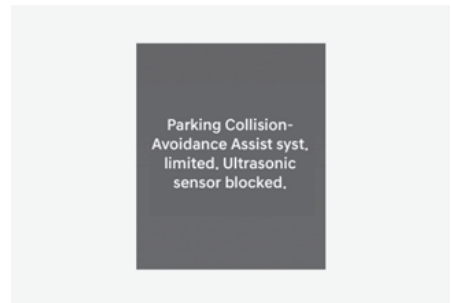 Parking Collision-
Avoidance Assist syst.
limited. Ultrasonic
sensor blocked.